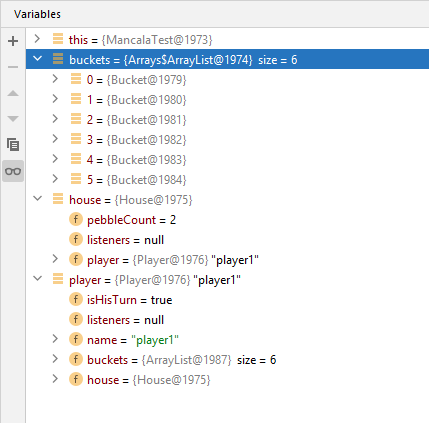 Variables
this = {MancalaTest@1973}
buckets = {Arrays$ArrayList@1974} size = 6
0 = {Bucket@1979}
1 = {Bucket@1980}
2 = {Bucket@1981}
3 = {Bucket@1982}
4 = {Bucket@1983}
5 = {Bucket@1984}
house = {House@1975}
f pebbleCount = 2
f listeners = null
f player = {Player@1976} "player1"
player = {Player@1976} "player1"
f isHisTurn = true
f listeners = null
f name = "player1"
f buckets = {ArrayList@1987} size = 6
f house = {House@1975}